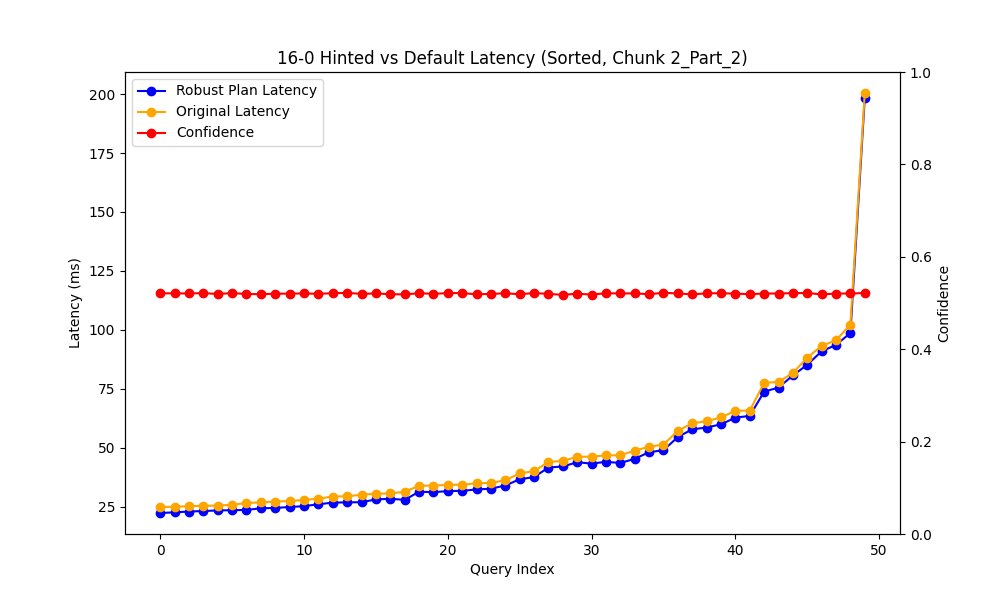 16-0 Hinted vs Default Latency (Sorted, Chunk 2_Part_2)
Robust Plan Latency
Original Latency
Confidence
200
175
150
125
100
75
50
25
Latency (ms)
1.0
0.8
0.6
0.4
0.2
0.0
Confidence
0 10 20 30 40 50
Query Index